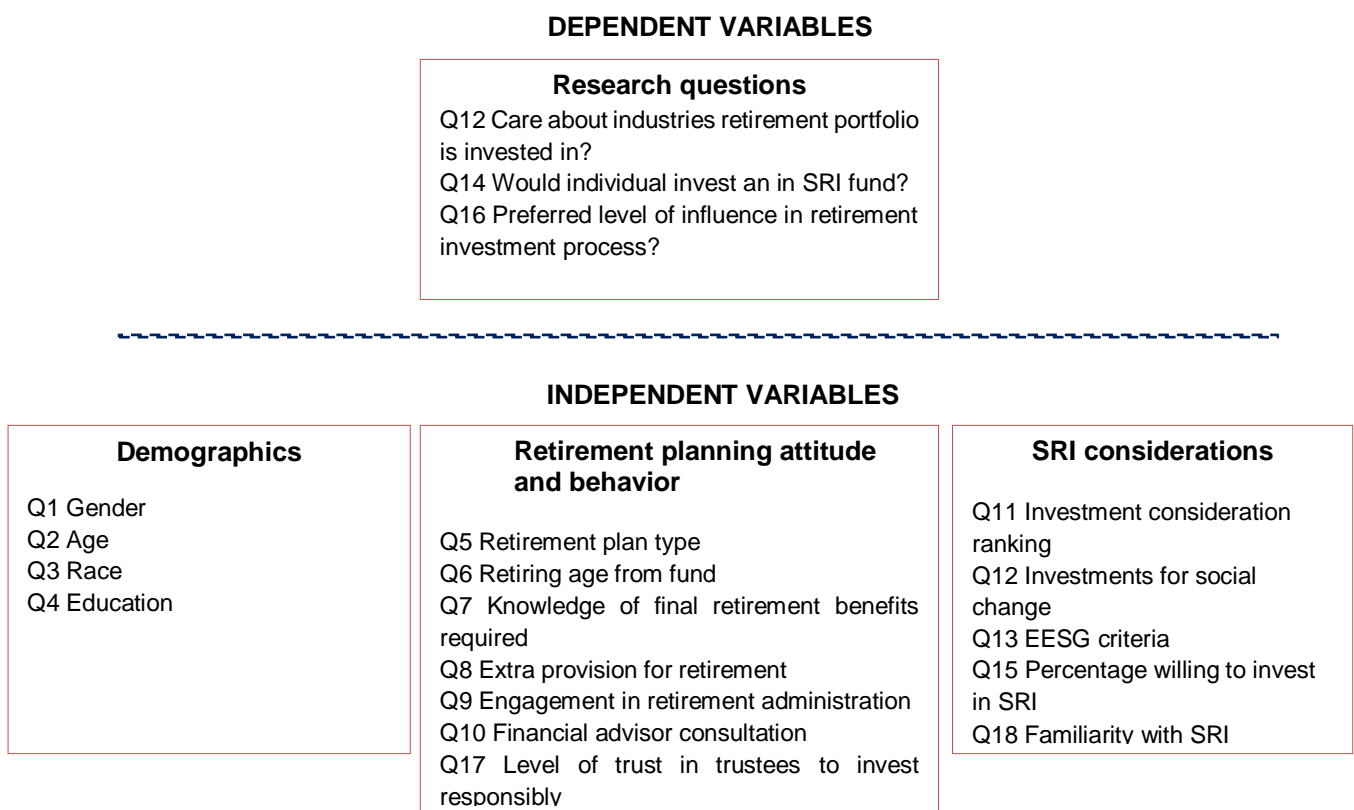 DEPENDENT VARIABLES
Research questions
Q12 Care about industries retirement portfolio
is invested in?
Q14 Would individual invest an in SRI fund?
Q16 Preferred level of influence in retirement
investment process?
INDEPENDENT VARIABLES
Demographics
Q1 Gender
Q2 Age
Q3 Race
Q4 Education
Retirement planning attitude
and behavior
Q5 Retirement plan type
Q6 Retiring age from fund
Q7 Knowledge of final retirement benefits
required
Q8 Extra provision for retirement
Q9 Engagement in retirement administration
Q10 Financial advisor consultation
Q17 Level of trust in trustees to invest
responsibly
SRI considerations
Q11 Investment consideration
ranking
Q12 Investments for social
change
Q13 EESG criteria
Q15 Percentage willing to invest
in SRI
Q18 Familiarity with SRI